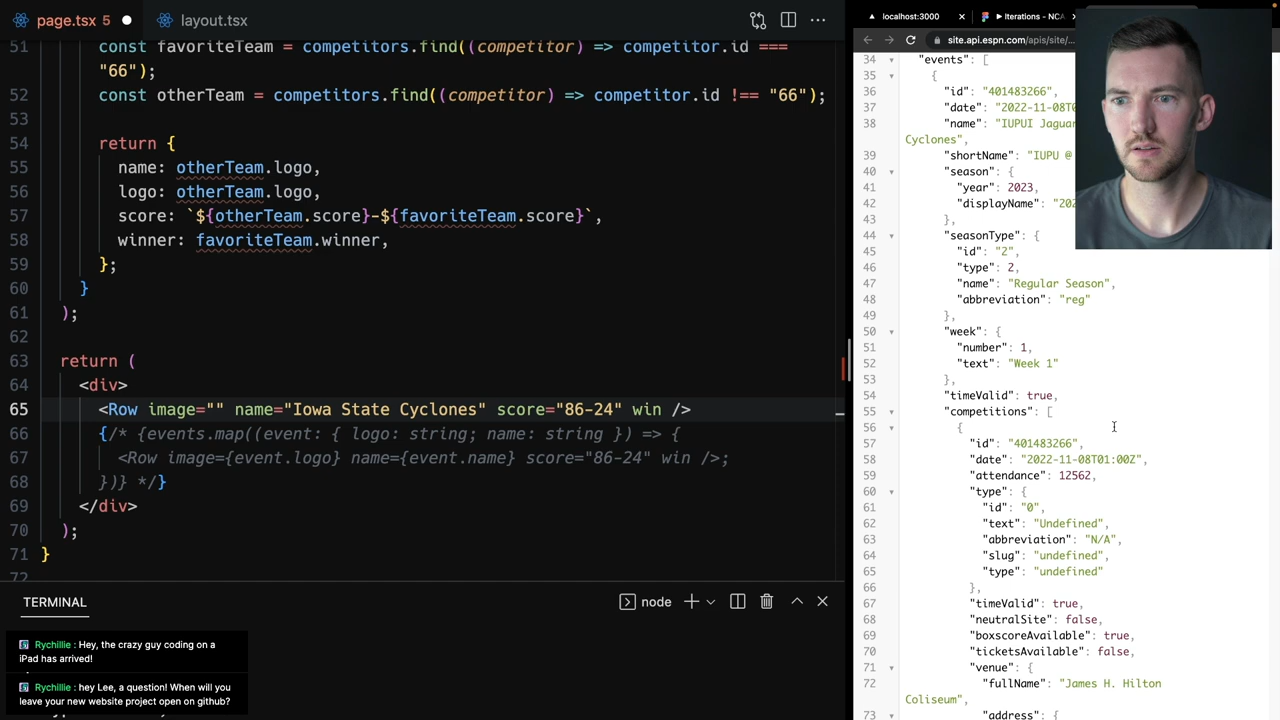 page.tsx 5
layout.tsx
51 const favoriteTeam = competitors.find((competitor) => competitor.id ===
"66");
52 const otherTeam = competitors.find((competitor) => competitor.id !== "66");
53
54 return {
55 name: otherTeam.logo,
56 logo: otherTeam.logo,
57 score: `${otherTeam.score}-${favoriteTeam.score}`,
58 winner: favoriteTeam.winner,
59 };
60 }
61 );
62
63 return (
64 <div>
65 <Row image="" name="Iowa State Cyclones" score="86-24" win />
66 {/* {events.map((event: { logo: string; name: string }) => {
67 <Row image={event.logo} name={event.name} score="86-24" win />;
68 })} */}
69 </div>
70 );
71 }
72
TERMINAL
node
Rychillie : Hey, the crazy guy coding on a
iPad has arrived!
Rychillie : hey Lee, a question! When will you
leave your new website project open on github?
localhost:3000
Iterations - NCA
site.api.espn.com/apis/site/...
34 "events": [
35 {
36 "id": "401483266",
37 "date": "2022-11-08T0
38 "name": "IUPUI Jaguar
Cyclones",
39 "shortName": "IUPU @
40 "season": {
41 "year": 2023,
42 "displayName": "202
43 },
44 "seasonType": {
45 "id": "2",
46 "type": 2,
47 "name": "Regular Season",
48 "abbreviation": "reg"
49 },
50 "week": {
51 "number": 1,
52 "text": "Week 1"
53 },
54 "timeValid": true,
55 "competitions": [
56 {
57 "id": "401483266",
58 "date": "2022-11-08T01:00Z",
59 "attendance": 12562,
60 "type": {
61 "id": "0",
62 "text": "Undefined",
63 "abbreviation": "N/A",
64 "slug": "undefined",
65 "type": "undefined"
66 },
67 "timeValid": true,
68 "neutralSite": false,
69 "boxscoreAvailable": true,
70 "ticketsAvailable": false,
71 "venue": {
72 "fullName": "James H. Hilton
Coliseum",
73 "address": {